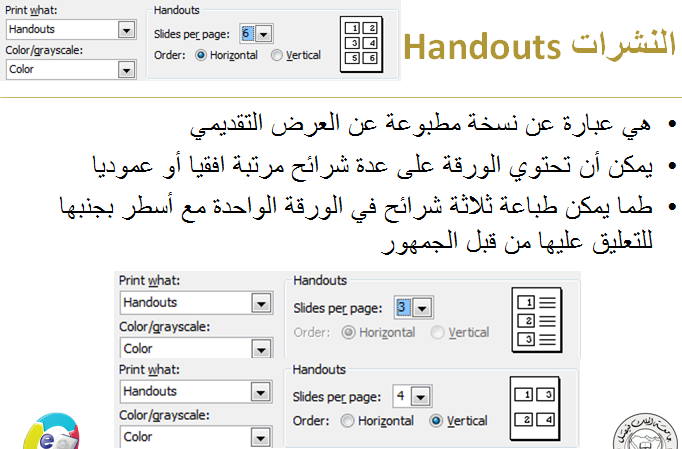 Print what:
Handouts
Color/grayscale:
Color
Handouts
Slides per page: 6
Order: Horizontal Vertical
1 2
3 4
5 6
النشرات Handouts
• هي عبارة عن نسخة مطبوعة عن العرض التقديمي
• يمكن أن تحتوي الورقة على عدة شرائح مرتبة افقيا أو عموديا
• طما يمكن طباعة ثلاثة شرائح في الورقة الواحدة مع أسطر بجنبها
للتعليق عليها من قبل الجمهور
Print what:
Handouts
Color/grayscale:
Color
Handouts
Slides per page: 3
Order: Horizontal Vertical
1
2
3
Print what:
Handouts
Color/grayscale:
Color
Handouts
Slides per page: 4
Order: Horizontal Vertical
1 3
2 4